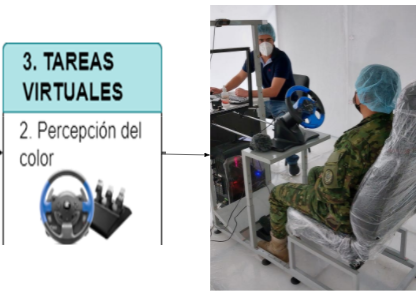 3. TAREAS
VIRTUALES
2. Percepción del
color